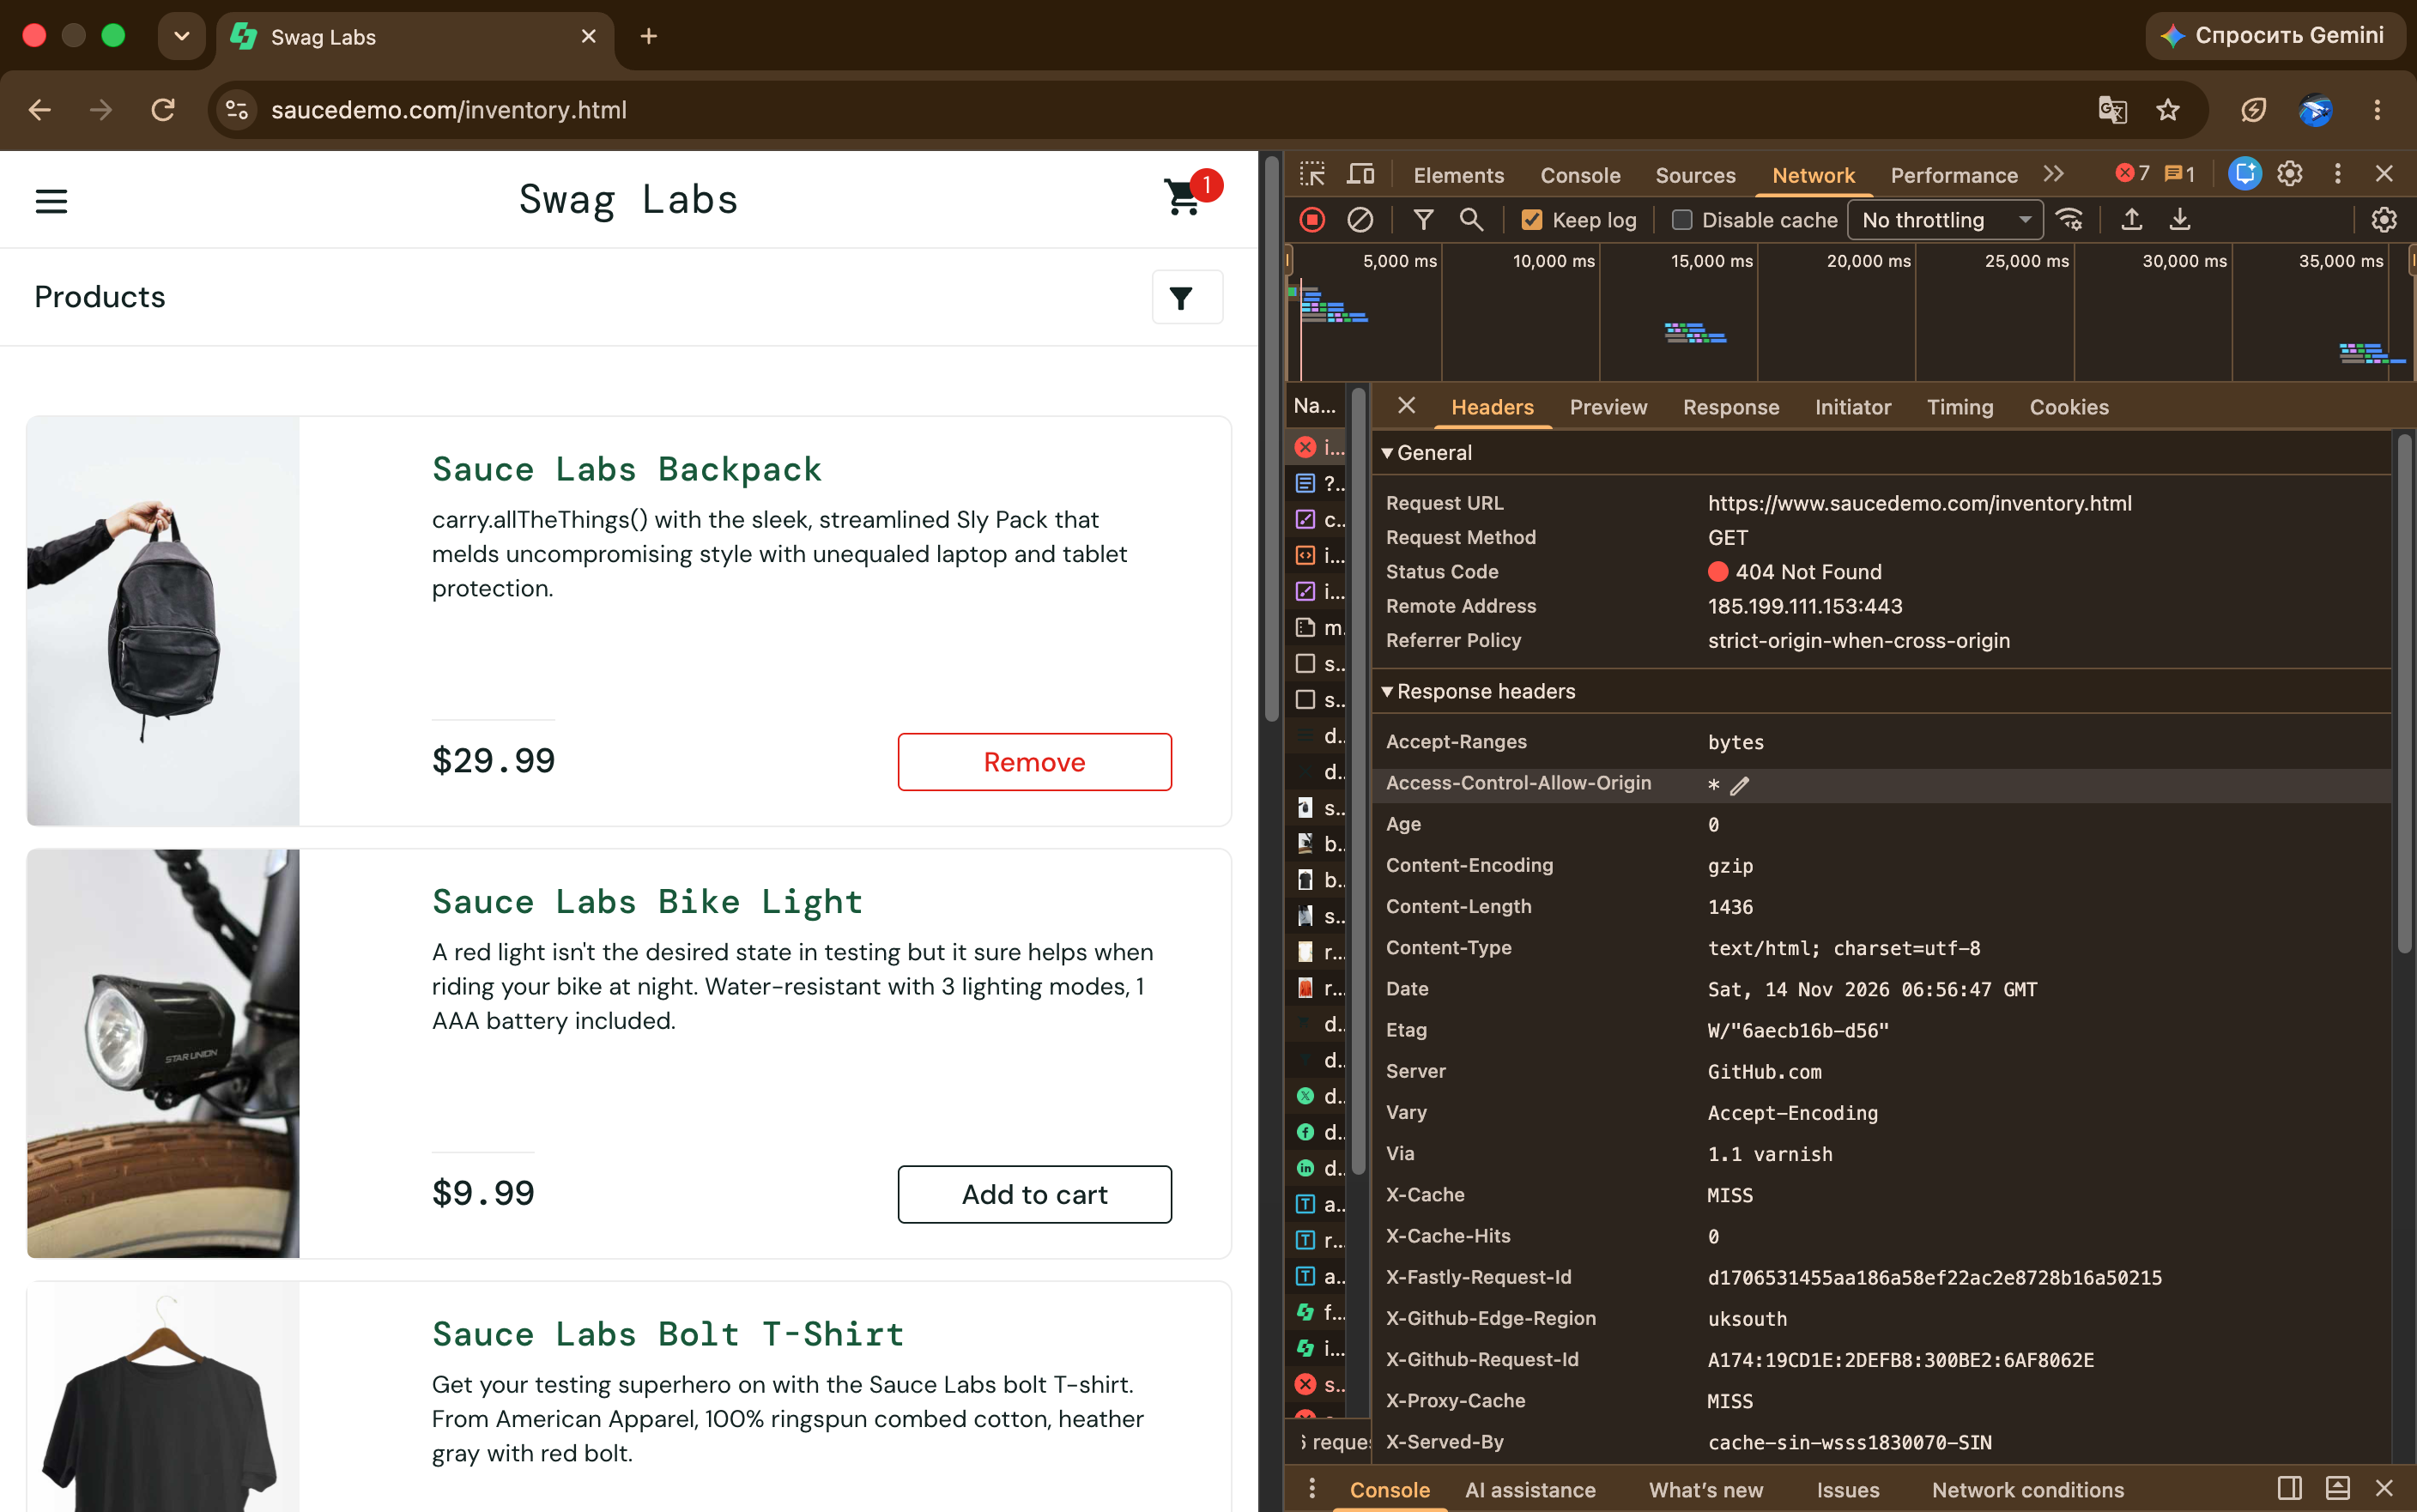 Swag Labs
Спросить Gemini
saucedemo.com/inventory.html
Swag Labs
1
Products
Sauce Labs Backpack
carry.allTheThings() with the sleek, streamlined Sly Pack that
melds uncompromising style with unequaled laptop and tablet
protection.
$29.99
Remove
Sauce Labs Bike Light
A red light isn't the desired state in testing but it sure helps when
riding your bike at night. Water-resistant with 3 lighting modes, 1
AAA battery included.
STAR UNION
$9.99
Add to cart
Sauce Labs Bolt T-Shirt
Get your testing superhero on with the Sauce Labs bolt T-shirt.
From American Apparel, 100% ringspun combed cotton, heather
gray with red bolt.
Elements Console Sources Network Performance 7 1
Keep log Disable cache No throttling
5,000 ms 10,000 ms 15,000 ms 20,000 ms 25,000 ms 30,000 ms 35,000 ms
Na...
i...
?..
c..
i...
i...
m.
s..
s..
d..
d..
s..
b..
b..
s..
r...
r...
d..
d..
d..
d..
d..
a..
r...
a..
f...
i...
s..
reque
Headers Preview Response Initiator Timing Cookies
General
Request URL https://www.saucedemo.com/inventory.html
Request Method GET
Status Code 404 Not Found
Remote Address 185.199.111.153:443
Referrer Policy strict-origin-when-cross-origin
Response headers
Accept-Ranges bytes
Access-Control-Allow-Origin *
Age 0
Content-Encoding gzip
Content-Length 1436
Content-Type text/html; charset=utf-8
Date Sat, 14 Nov 2026 06:56:47 GMT
Etag W/"6aecb16b-d56"
Server GitHub.com
Vary Accept-Encoding
Via 1.1 varnish
X-Cache MISS
X-Cache-Hits 0
X-Fastly-Request-Id d1706531455aa186a58ef22ac2e8728b16a50215
X-Github-Edge-Region uksouth
X-Github-Request-Id A174:19CD1E:2DEFB8:300BE2:6AF8062E
X-Proxy-Cache MISS
X-Served-By cache-sin-wsss1830070-SIN
Console AI assistance What's new Issues Network conditions